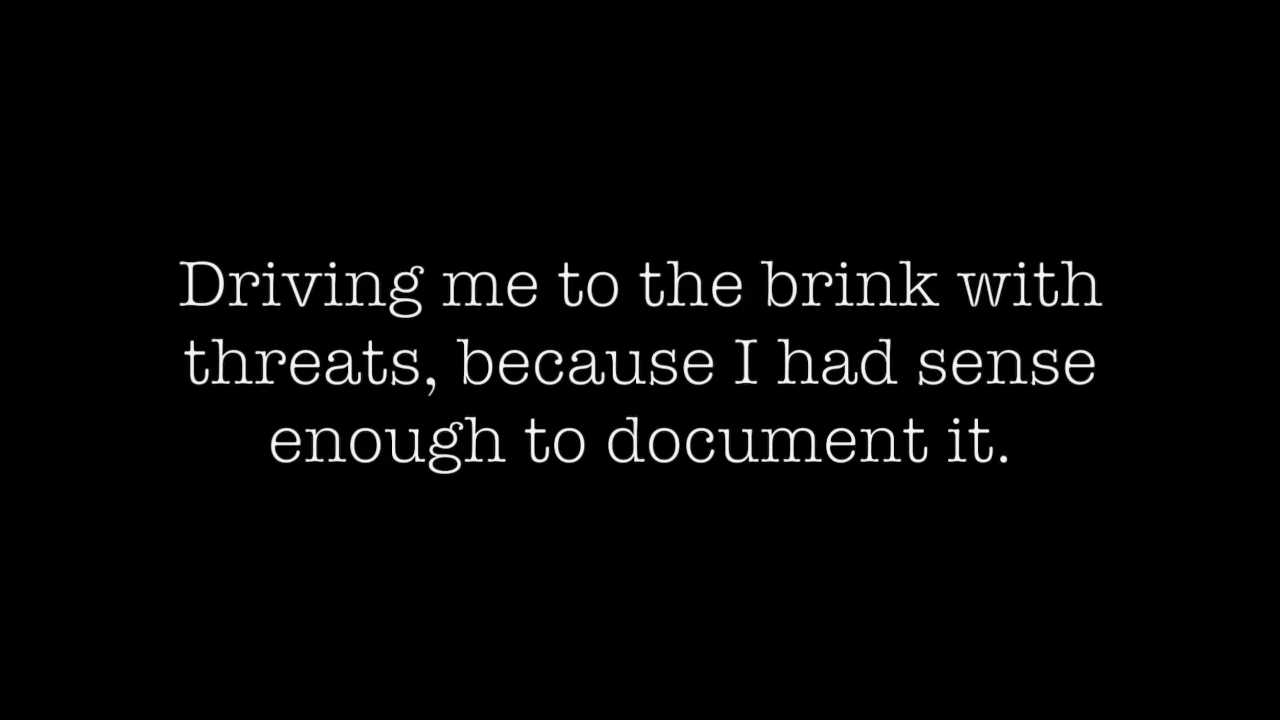 Driving me to the brink with
threats, because I had sense
enough to document it.